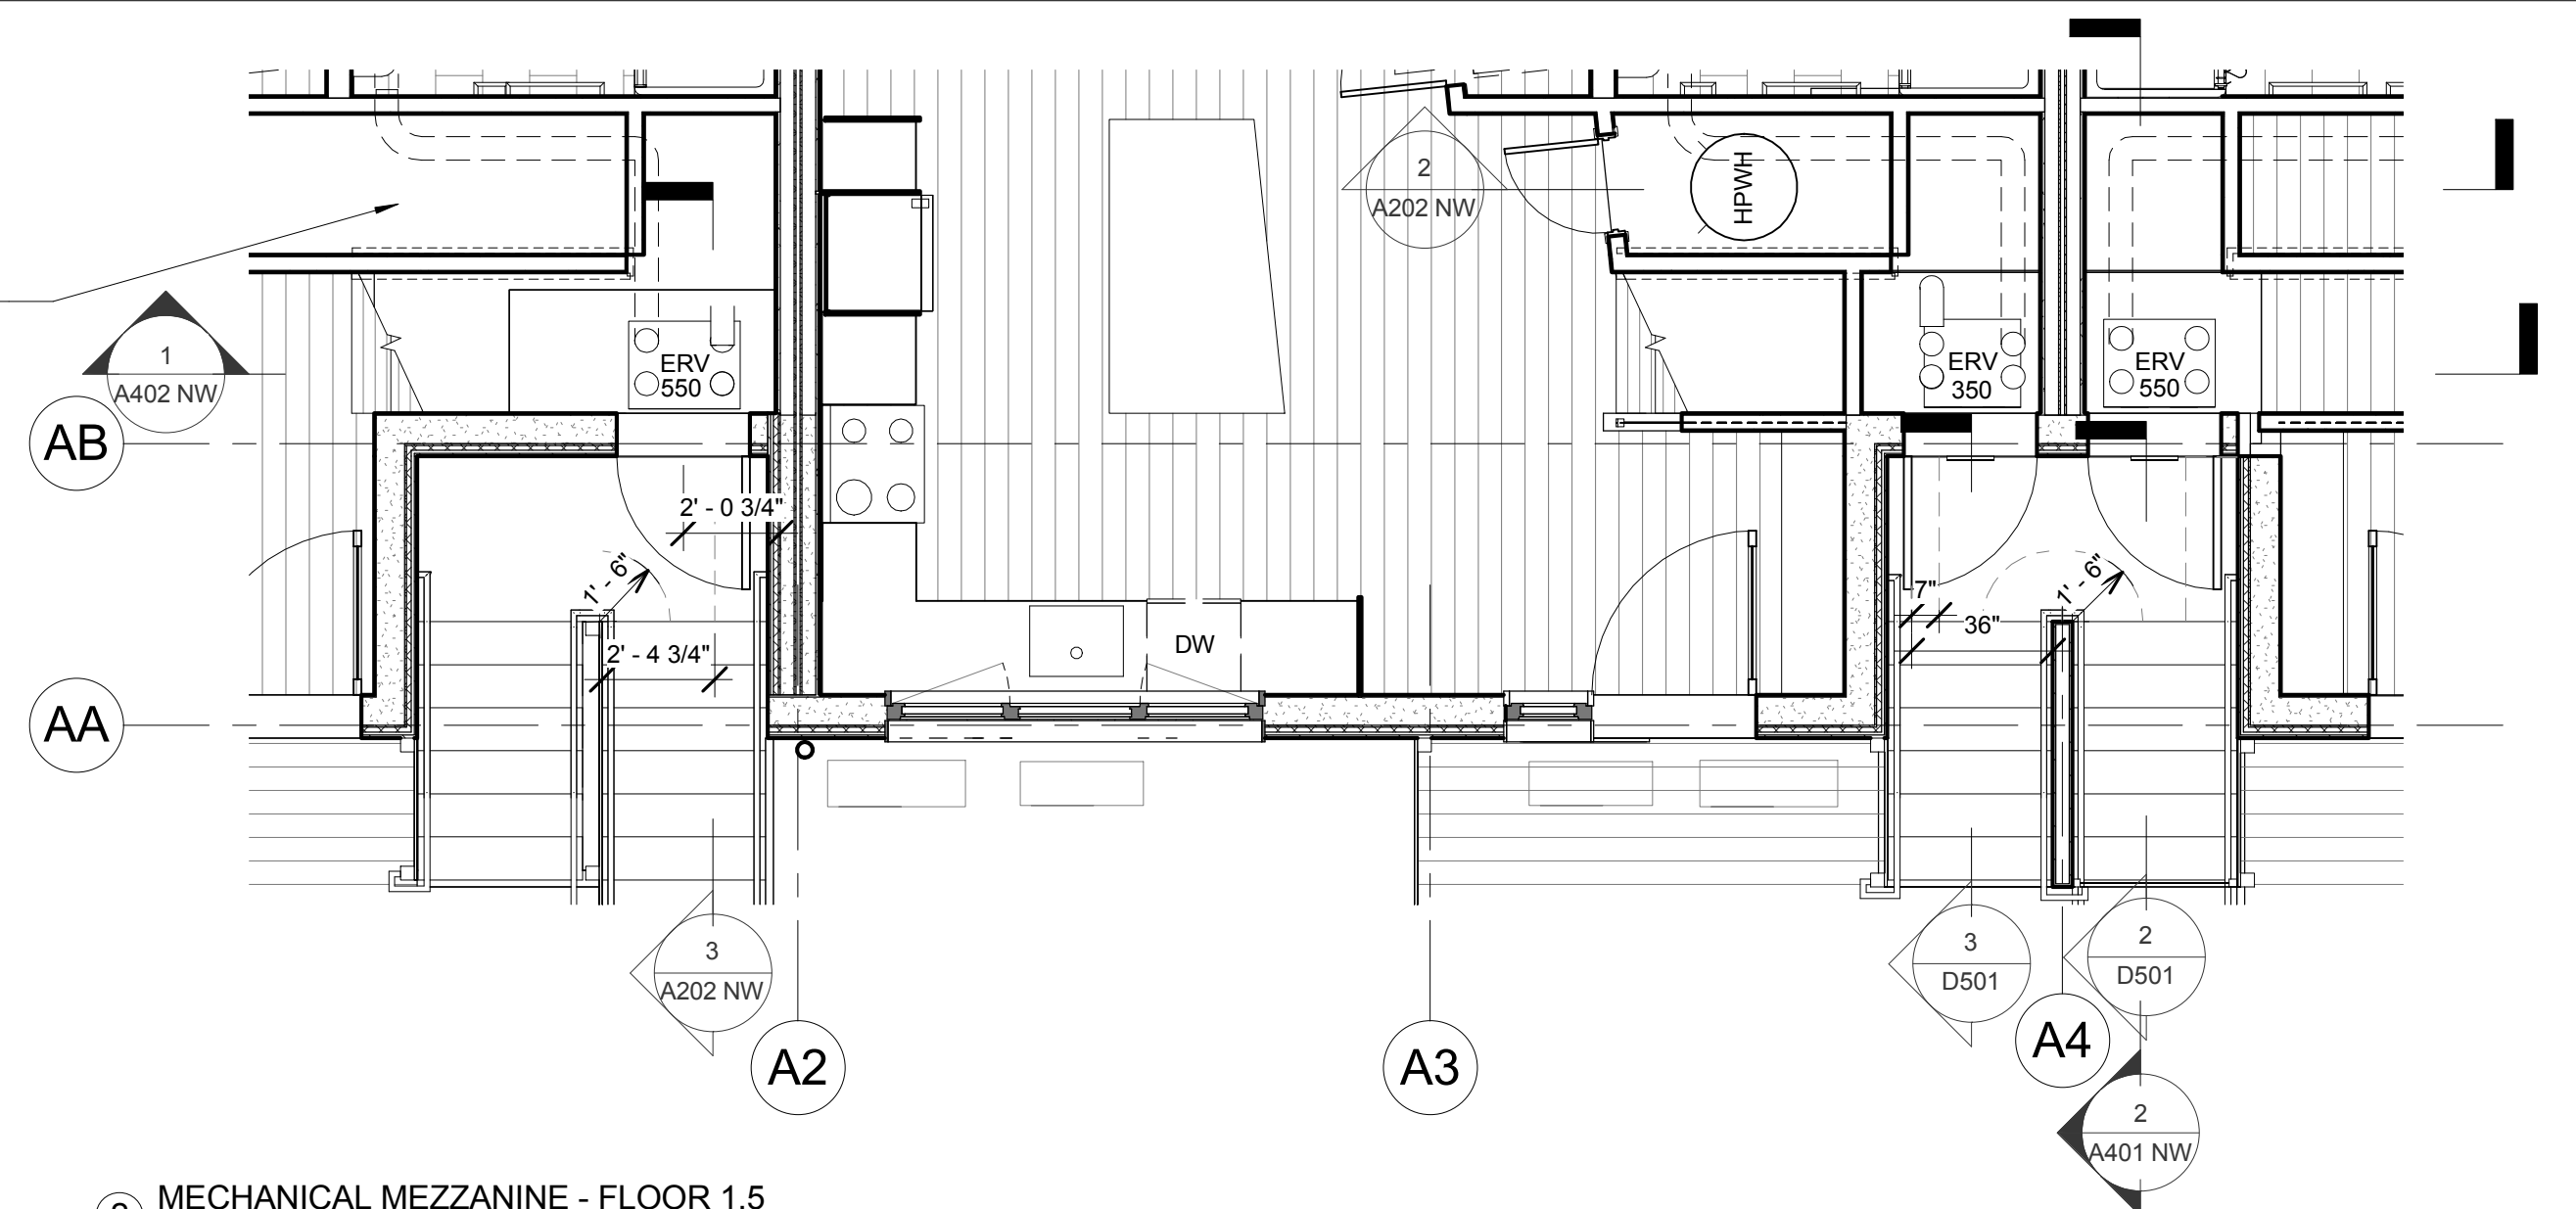 2
A202 NW
HPWH
1
A402 NW
ERV
550
ERV
350
ERV
550
AB
2' - 0 3/4"
1' - 6"
2' - 4 3/4"
DW
7"
36"
1' - 6"
AA
3
A202 NW
3
D501
2
D501
A2
A3
A4
2
A401 NW
MECHANICAL MEZZANINE - FLOOR 1.5